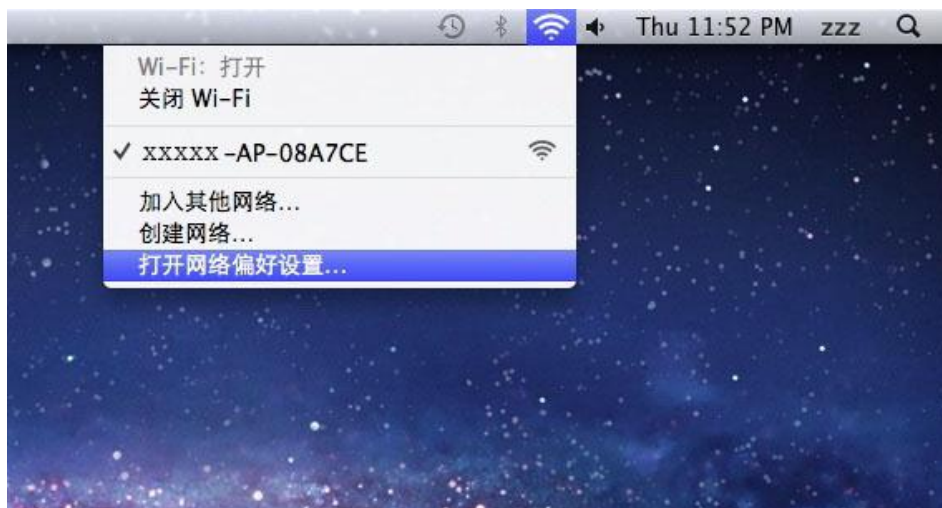 Thu 11:52 PM zzz
Wi-Fi: 打开
关闭 Wi-Fi
✓ xxxxx-AP-08A7CE
加入其他网络...
创建网络...
打开网络偏好设置...